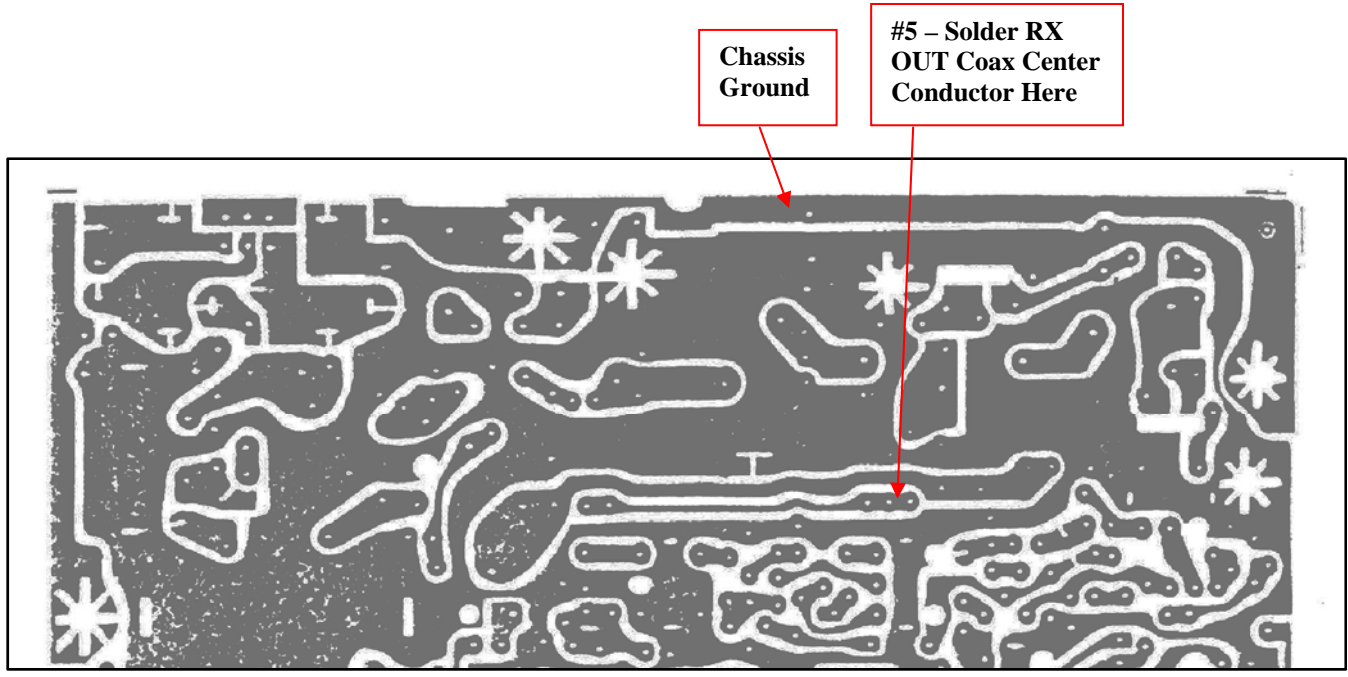 Chassis
Ground
#5 – Solder RX
OUT Coax Center
Conductor Here